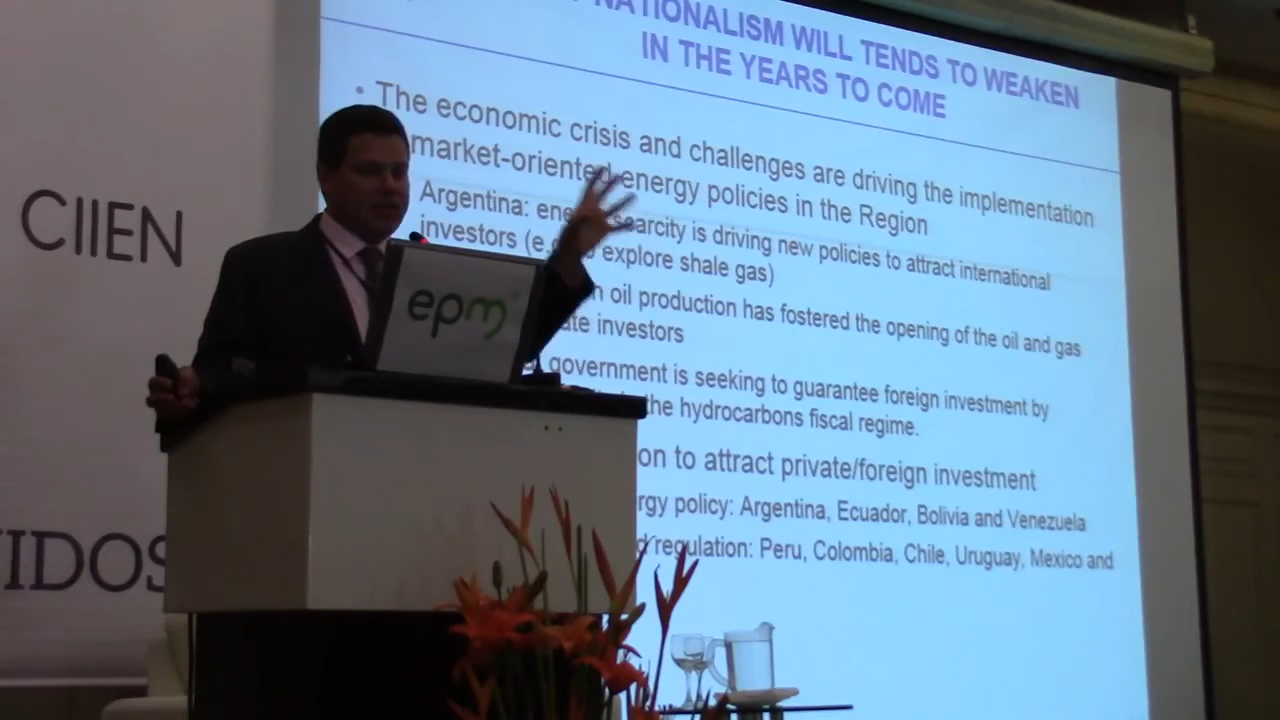 NATIONALISM WILL TENDS TO WEAKEN
IN THE YEARS TO COME
• The economic crisis and challenges are driving the implementation
market-oriented energy policies in the Region
Argentina: is driving new policies to attract international
investors (e. explore shale gas)
oil production has fostered the opening of the oil and gas
investors
government is seeking to guarantee foreign investment by
the hydrocarbons fiscal regime.
to attract private/foreign investment
policy: Argentina, Ecuador, Bolivia and Venezuela
regulation: Peru, Colombia, Chile, Uruguay, Mexico and
CIIEN
epm